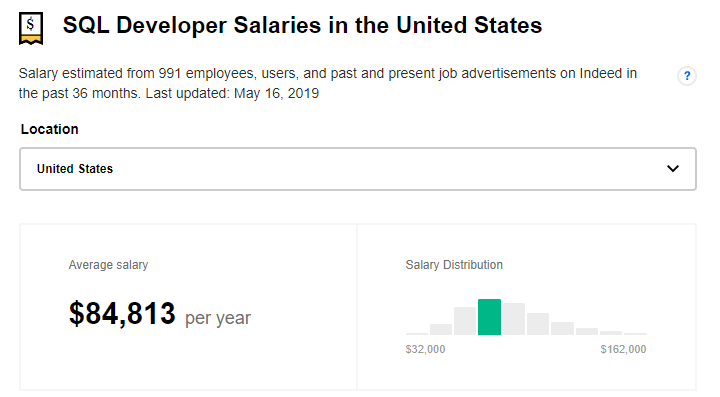 $
SQL Developer Salaries in the United States
Salary estimated from 991 employees, users, and past and present job advertisements on Indeed in
the past 36 months. Last updated: May 16, 2019
?
Location
United States
Average salary
$84,813 per year
Salary Distribution
$32,000
$162,000